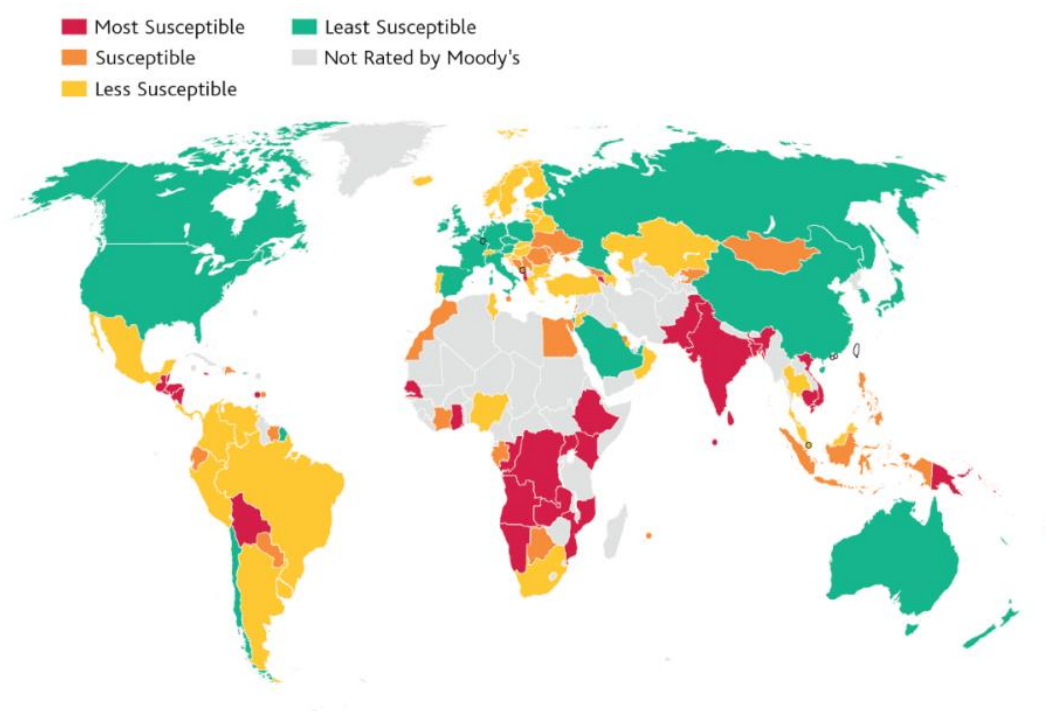 Most Susceptible
Susceptible
Less Susceptible
Least Susceptible
Not Rated by Moody's